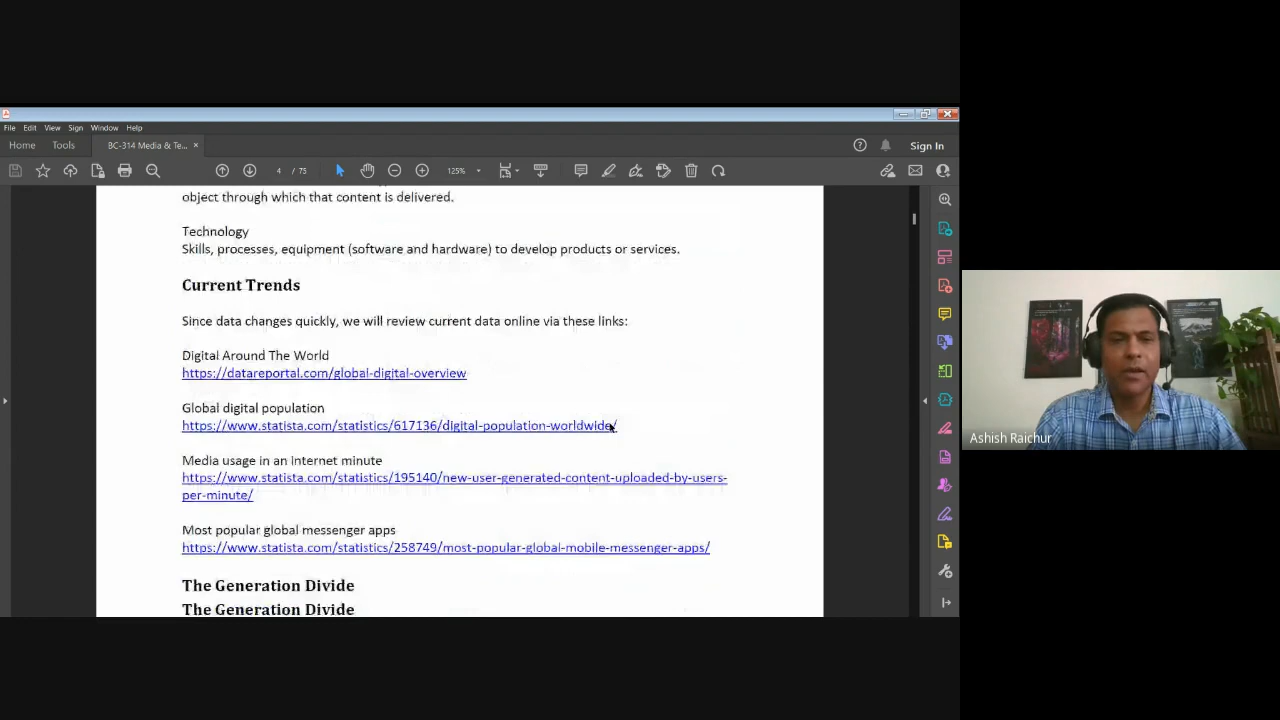 File Edit View Sign Window Help
Home Tools BC-314 Media & Te... × Sign In
4 / 75 125%
object through which that content is delivered.
Technology
Skills, processes, equipment (software and hardware) to develop products or services.
Current Trends
Since data changes quickly, we will review current data online via these links:
Digital Around The World
https://datareportal.com/global-digital-overview
Global digital population
https://www.statista.com/statistics/617136/digital-population-worldwide/
Media usage in an internet minute
https://www.statista.com/statistics/195140/new-user-generated-content-uploaded-by-users-
per-minute/
Most popular global messenger apps
https://www.statista.com/statistics/258749/most-popular-global-mobile-messenger-apps/
The Generation Divide
The Generation Divide
Ashish Raichur